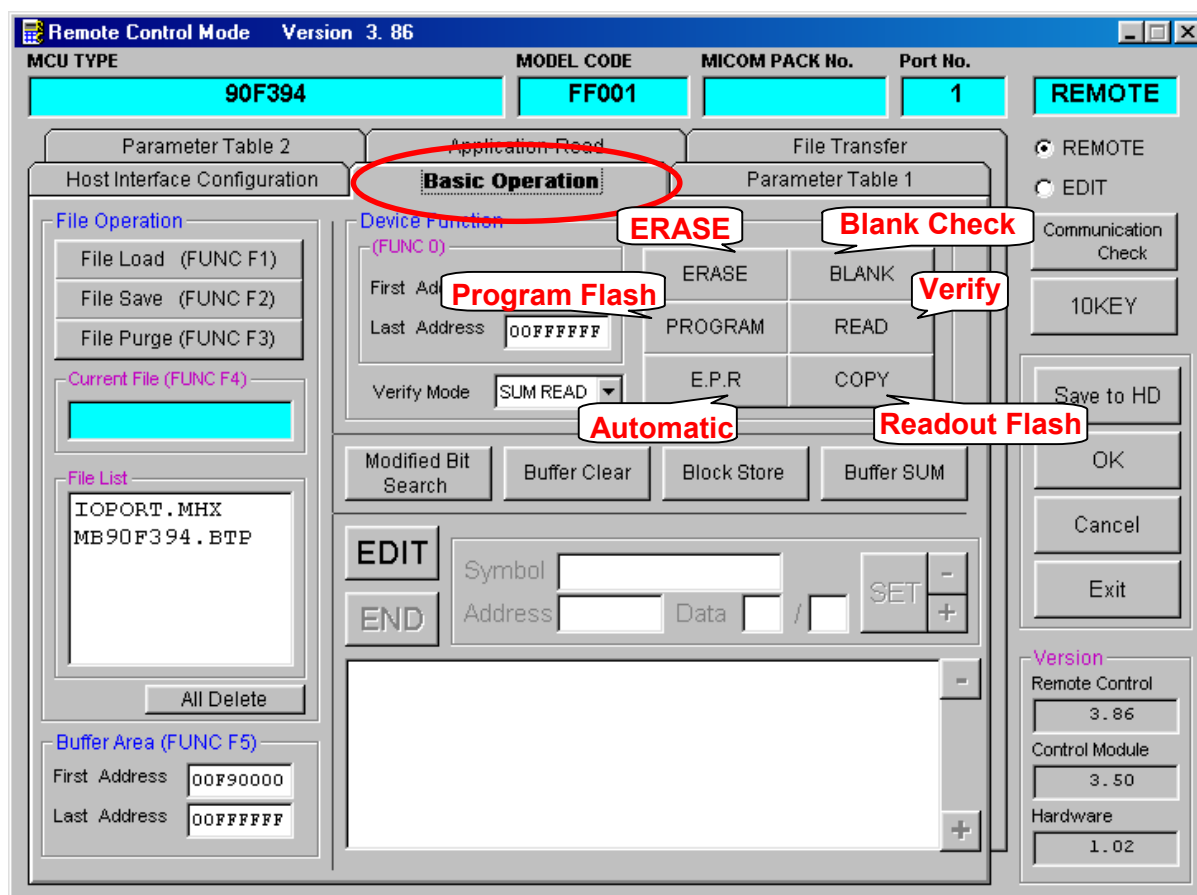 Remote Control Mode Version 3. 86
MCU TYPE MODEL CODE MICOM PACK No. Port No.
90F394 FF001 1 REMOTE
Parameter Table 2 Application Read File Transfer
Host Interface Configuration Basic Operation Parameter Table 1
REMOTE
EDIT
Communication
Check
10KEY
File Operation
File Load (FUNC F1)
File Save (FUNC F2)
File Purge (FUNC F3)
Current File (FUNC F4)
File List
IOPORT.MHX
MB90F394.BTP
All Delete
Buffer Area (FUNC F5)
First Address 00F90000
Last Address 00FFFFFF
Device Function
(FUNC 0)
First
Last Address 00FFFFFF
Verify Mode SUM READ
ERASE Blank Check
ERASE BLANK
Program Flash Verify
PROGRAM READ
E.P.R COPY
Automatic Readout Flash
Modified Bit
Search
Buffer Clear Block Store Buffer SUM
EDIT
END
Symbol
Address Data /
SET - +
-
+
Save to HD
OK
Cancel
Exit
Version
Remote Control
3.86
Control Module
3.50
Hardware
1.02